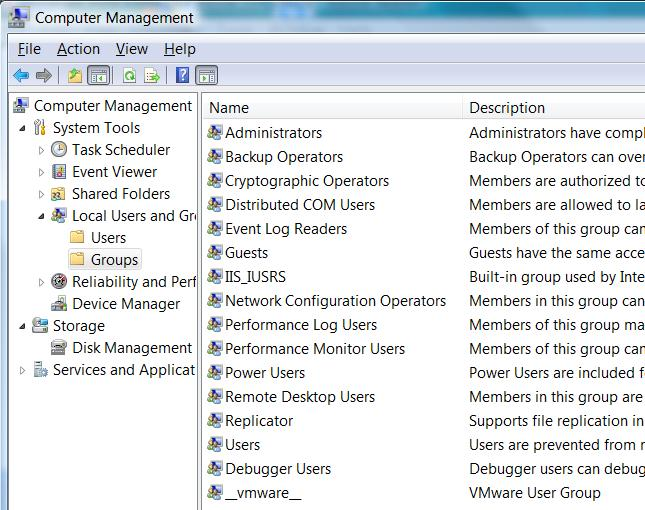 Computer Management
File Action View Help
Computer Management
System Tools
Task Scheduler
Event Viewer
Shared Folders
Local Users and Gr
Users
Groups
Reliability and Perf
Device Manager
Storage
Disk Management
Services and Applicat
Name Description
Administrators Administrators have compl
Backup Operators Backup Operators can over
Cryptographic Operators Members are authorized to
Distributed COM Users Members are allowed to la
Event Log Readers Members of this group can
Guests Guests have the same acce
IIS_IUSRS Built-in group used by Inte
Network Configuration Operators Members in this group can
Performance Log Users Members of this group ma
Performance Monitor Users Members of this group can
Power Users Power Users are included f
Remote Desktop Users Members in this group are
Replicator Supports file replication in
Users Users are prevented from r
Debugger Users Debugger users can debug
__vmware__ VMware User Group